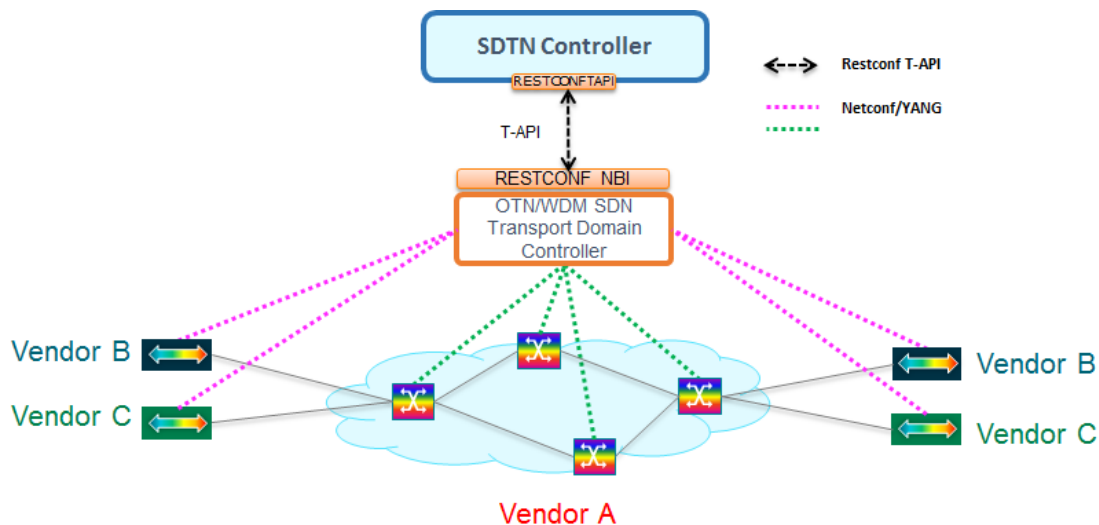 SDTN Controller
RESTCONFTAPI
Restconf T-API
Netconf/YANG
T-API
RESTCONF NBI
OTN/WDM SDN
Transport Domain
Controller
Vendor B
Vendor B
Vendor C
Vendor C
Vendor A